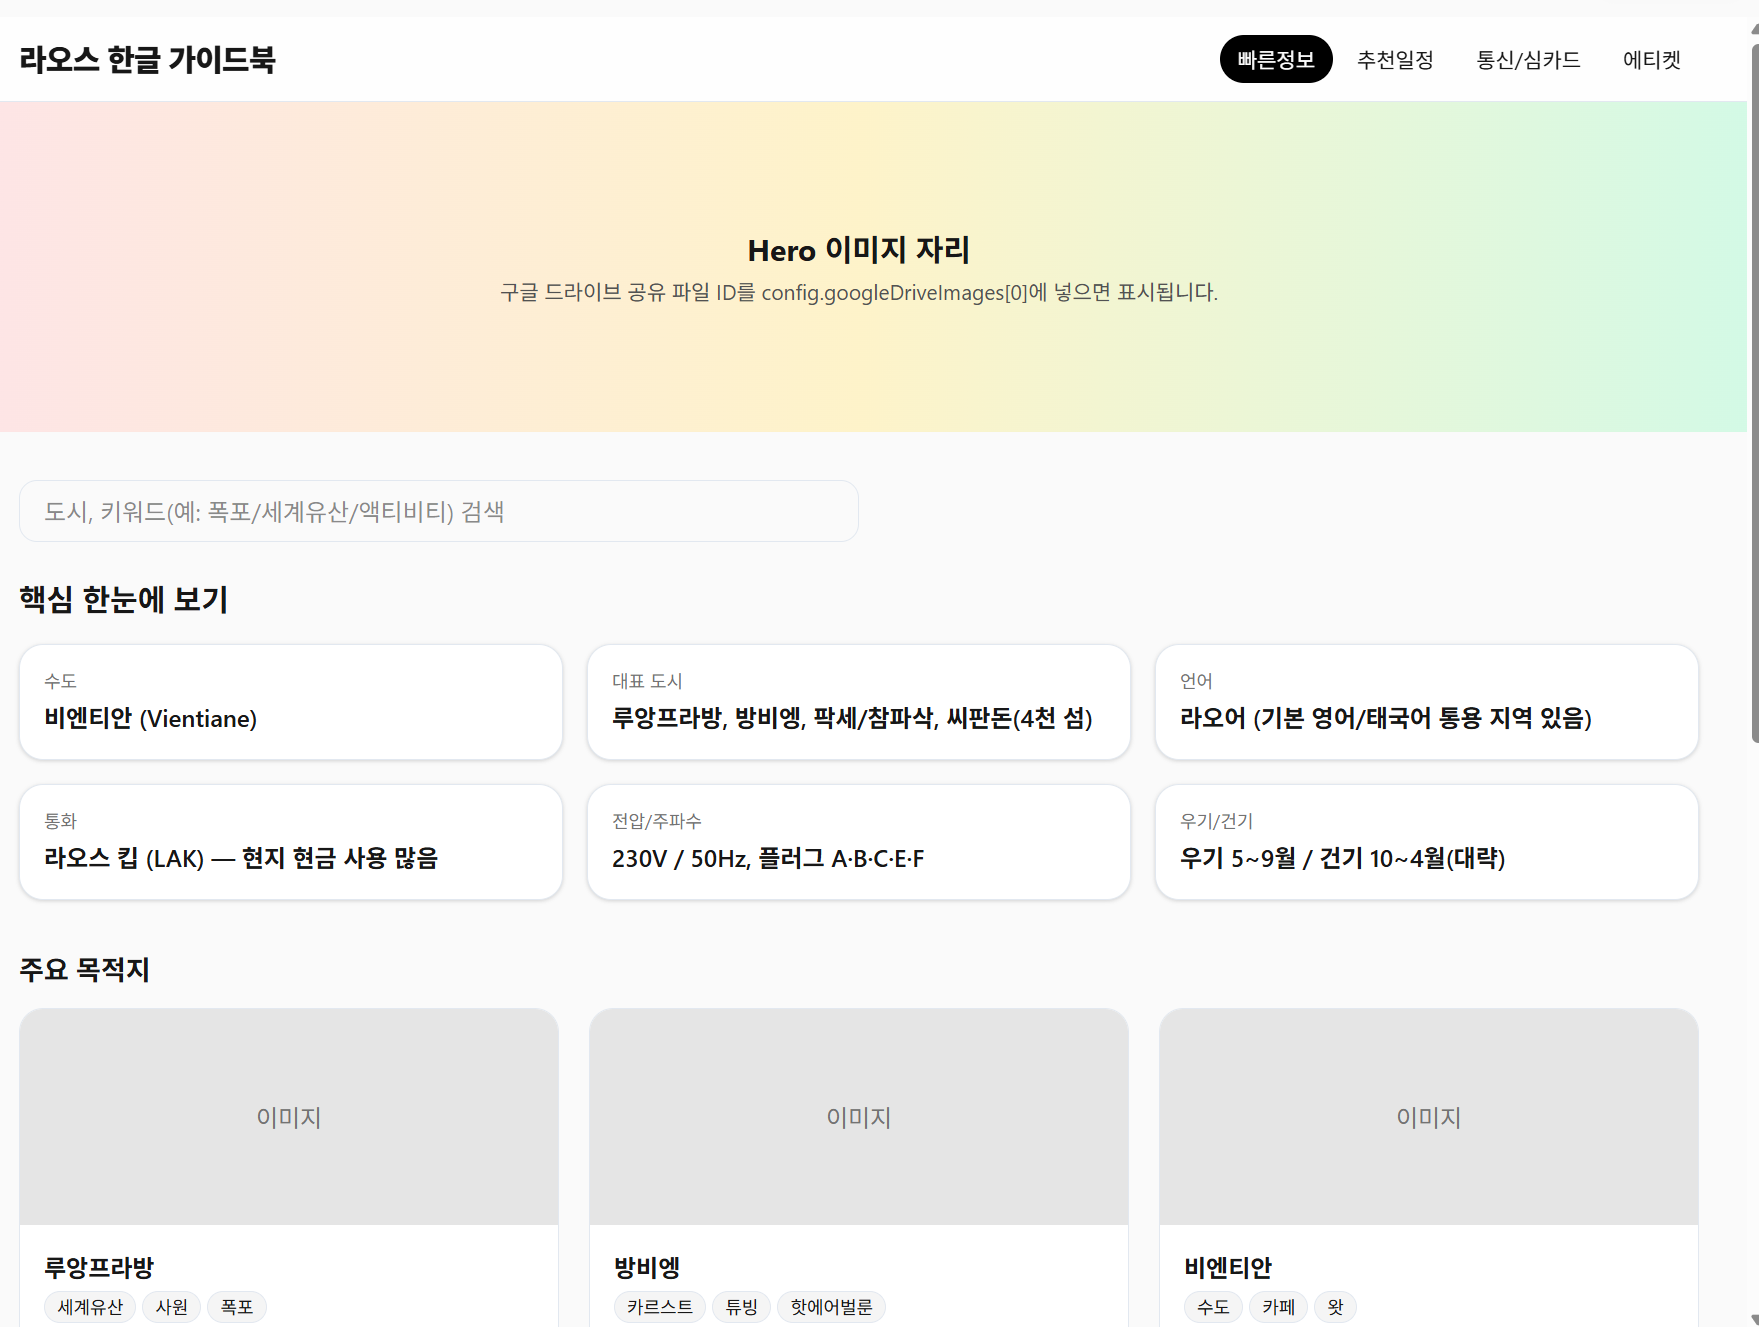 라오스 한글 가이드북
빠른정보 추천일정 통신/심카드 에티켓
Hero 이미지 자리
구글 드라이브 공유 파일 ID를 config.googleDriveImages[0]에 넣으면 표시됩니다.
도시, 키워드(예: 폭포/세계유산/액티비티) 검색
핵심 한눈에 보기
수도
비엔티안 (Vientiane)
대표 도시
루앙프라방, 방비엥, 팍세/참파삭, 씨판돈(4천 섬)
언어
라오어 (기본 영어/태국어 통용 지역 있음)
통화
라오스 킵 (LAK) — 현지 현금 사용 많음
전압/주파수
230V / 50Hz, 플러그 A·B·C·E·F
우기/건기
우기 5~9월 / 건기 10~4월(대략)
주요 목적지
이미지
루앙프라방
세계유산 사원 폭포
이미지
방비엥
카르스트 튜빙 핫에어벌룬
이미지
비엔티안
수도 카페 왓